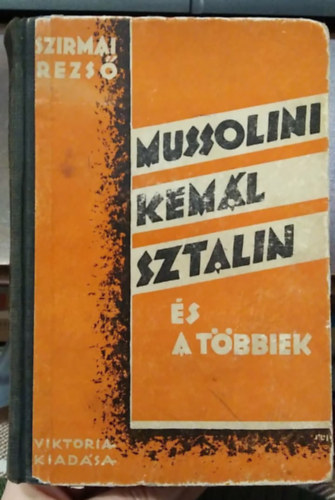 SZIRMAI
REZSŐ
MUSSOLINI
KEMÁL
SZTALIN
ÉS
A TÖBBIEK
VIKTORIA
KIADÁSA